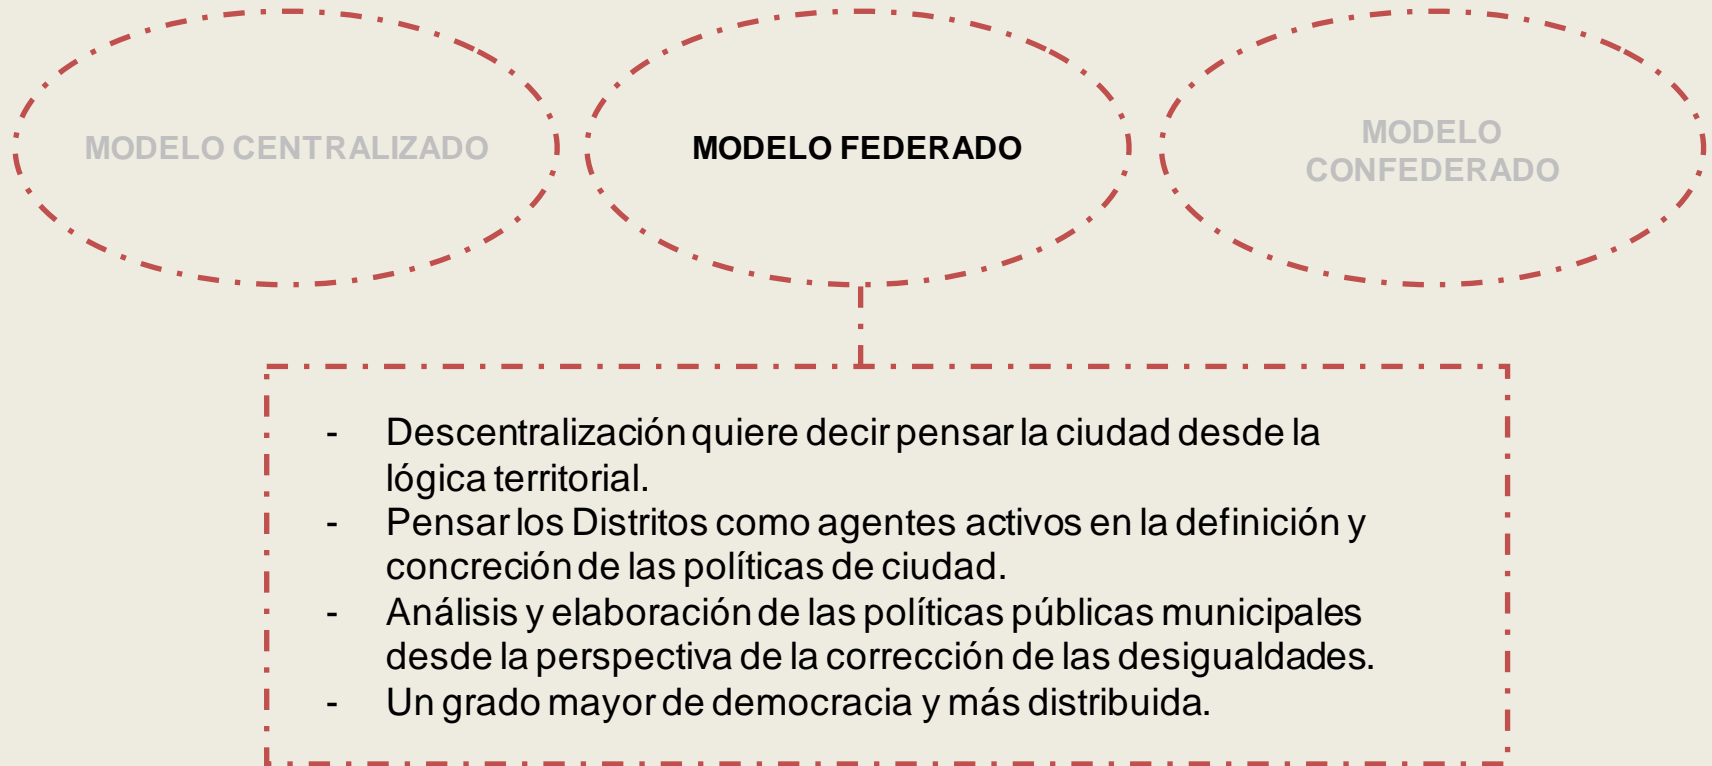 MODELO CENTRALIZADO
MODELO FEDERADO
MODELO
CONFEDERADO
- Descentralización quiere decir pensar la ciudad desde la
lógica territorial.
- Pensar los Distritos como agentes activos en la definición y
concreción de las políticas de ciudad.
- Análisis y elaboración de las políticas públicas municipales
desde la perspectiva de la corrección de las desigualdades.
- Un grado mayor de democracia y más distribuida.